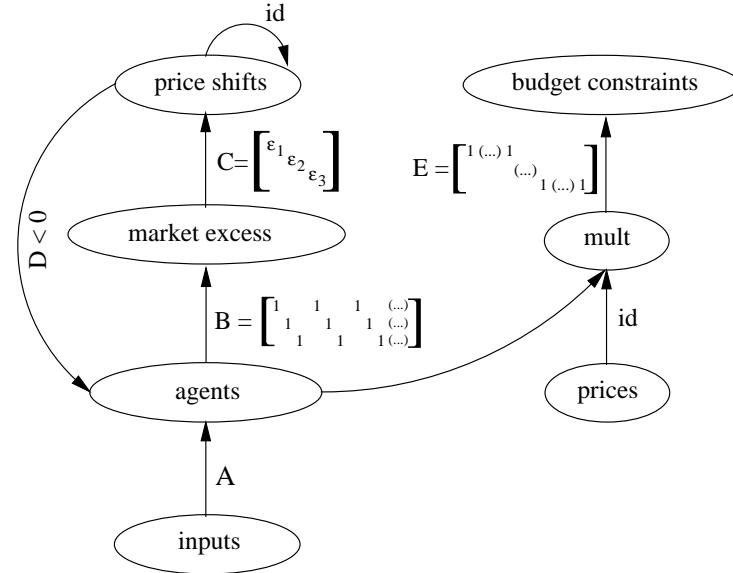 id
price shifts
budget constraints
C= [ε1 ε2 ε3]
E = [1 (...) 1 (...) 1 (...) 1]
D < 0
market excess
mult
B = [1 1 1 (...)
1 1 1 (...)
1 1 1 (...)]
id
agents
prices
A
inputs